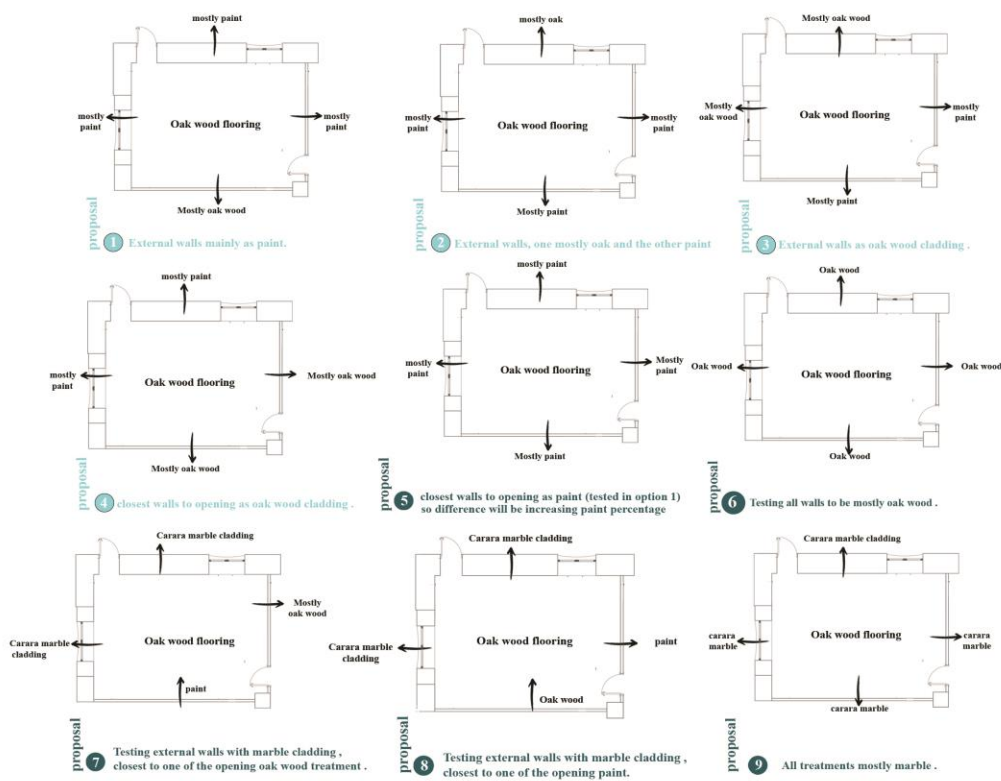 mostly paint
mostly
paint
Oak wood flooring
mostly
paint
Mostly oak wood
proposal
1 External walls mainly as paint.
mostly oak
mostly
paint
Oak wood flooring
mostly
paint
Mostly paint
proposal
2 External walls, one mostly oak and the other paint
Mostly oak wood
Mostly
oak wood
Oak wood flooring
mostly
paint
Mostly paint
proposal
3 External walls as oak wood cladding .
mostly paint
mostly
paint
Oak wood flooring
Mostly oak wood
Mostly oak wood
proposal
4 closest walls to opening as oak wood cladding .
mostly paint
mostly
paint
Oak wood flooring
Mostly
paint
Mostly paint
proposal
5 closest walls to opening as paint (tested in option 1)
so difference will be increasing paint percentage
Oak wood
Oak wood
Oak wood flooring
Oak wood
Oak wood
proposal
6 Testing all walls to be mostly oak wood .
Carara marble cladding
Carara marble
cladding
Oak wood flooring
Mostly
oak wood
paint
proposal
7 Testing external walls with marble cladding ,
closest to one of the opening oak wood treatment .
Carara marble cladding
Carara marble
cladding
Oak wood flooring
paint
Oak wood
proposal
8 Testing external walls with marble cladding ,
closest to one of the opening paint.
Carara marble cladding
carara
marble
Oak wood flooring
carara
marble
carara marble
proposal
9 All treatments mostly marble .